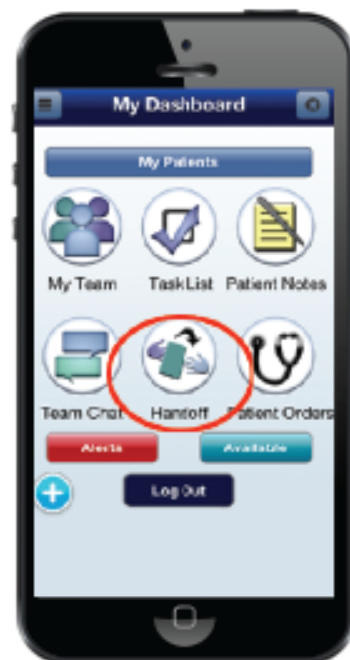 My Dashboard
My Patients
My Team TaskList Patient Notes
Team Chat Handoff Patient Orders
Alerts Available
Log Out